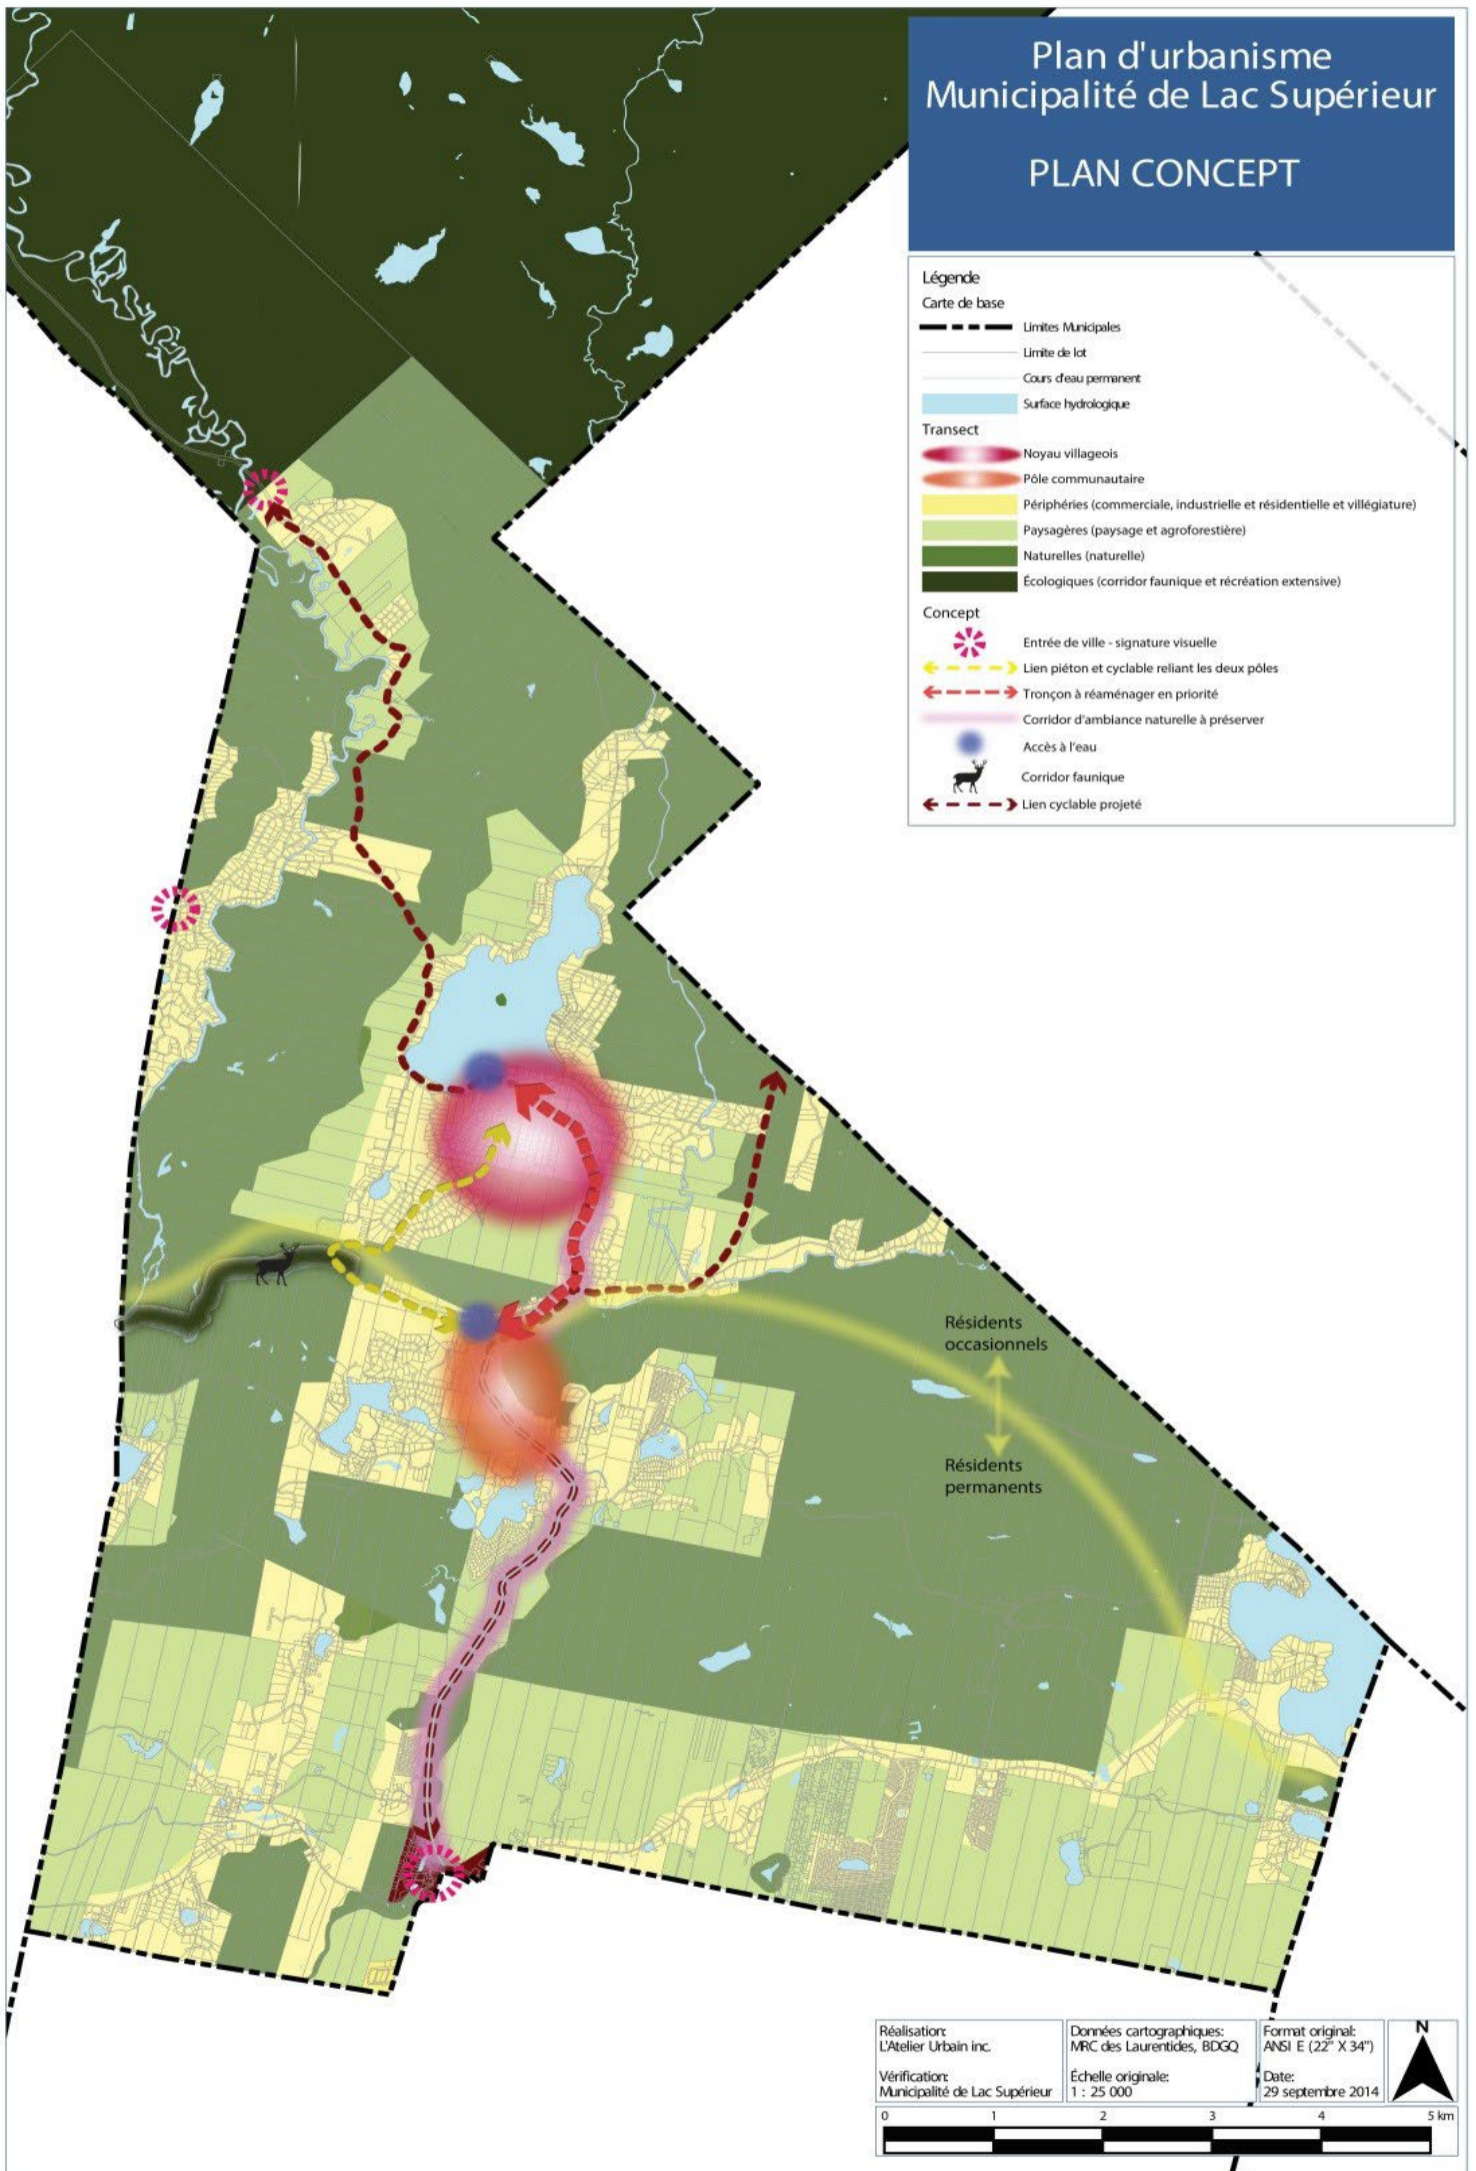 Plan d'urbanisme
Municipalité de Lac Supérieur
PLAN CONCEPT
Légende
Carte de base
Limites Municipales
Limite de lot
Cours d'eau permanent
Surface hydrologique
Transect
Noyau villageois
Pôle communautaire
Périphéries (commerciale, industrielle et résidentielle et villégiature)
Paysagères (paysage et agroforestière)
Naturelles (naturelle)
Écologiques (corridor faunique et récréation extensive)
Concept
Entrée de ville - signature visuelle
Lien piéton et cyclable reliant les deux pôles
Tronçon à réaménager en priorité
Corridor d'ambiance naturelle à préserver
Accès à l'eau
Corridor faunique
Lien cyclable projeté
Résidents
occasionnels
Résidents
permanents
Réalisation:
L'Atelier Urbain inc.
Vérification:
Municipalité de Lac Supérieur
Données cartographiques:
MRC des Laurentides, BDGQ
Échelle originale:
1 : 25 000
Format original:
ANSI E (22" X 34")
Date:
29 septembre 2014
N
0 1 2 3 4 5 km